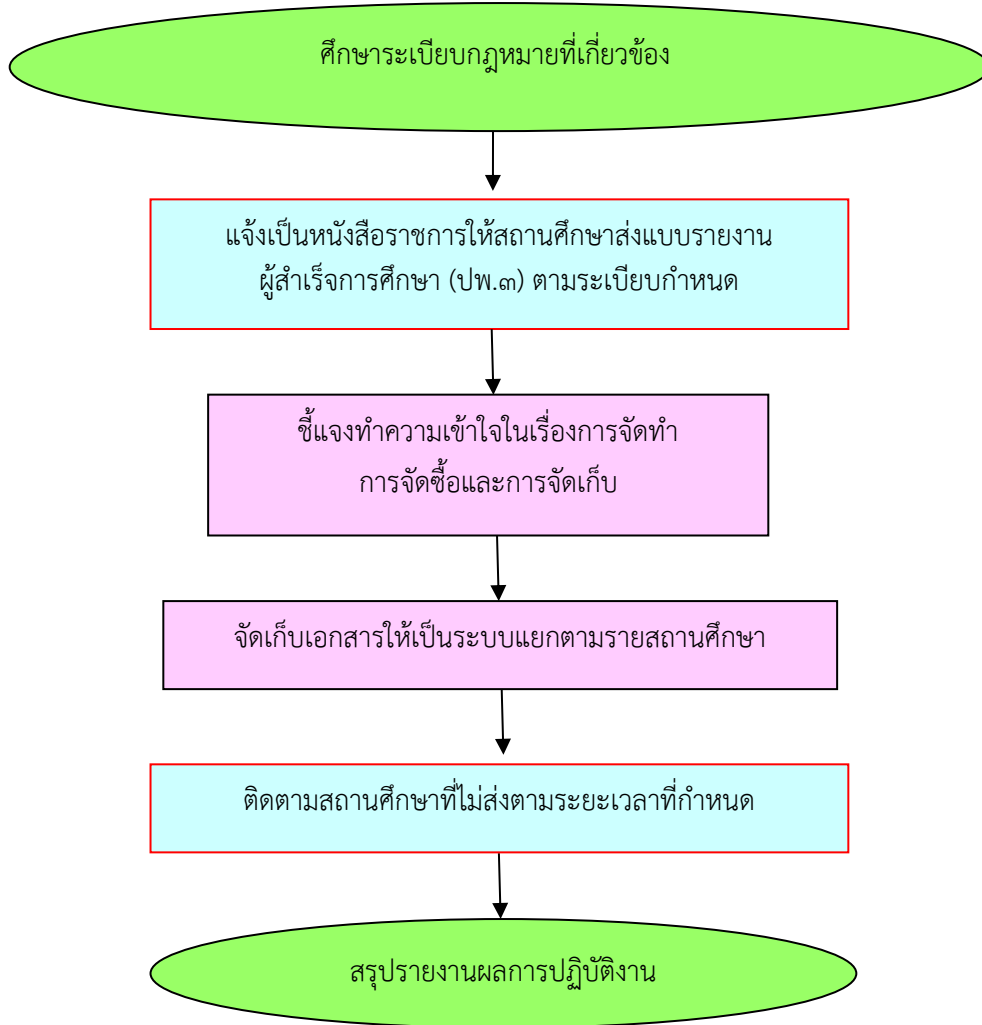 ศึกษาระเบียบกฎหมายที่เกี่ยวข้อง
แจ้งเป็นหนังสือราชการให้สถานศึกษาส่งแบบรายงาน
ผู้สำเร็จการศึกษา (ปพ.๓) ตามระเบียบกำหนด
ชี้แจงทำความเข้าใจในเรื่องการจัดทำ
การจัดซื้อและการจัดเก็บ
จัดเก็บเอกสารให้เป็นระบบแยกตามรายสถานศึกษา
ติดตามสถานศึกษาที่ไม่ส่งตามระยะเวลาที่กำหนด
สรุปรายงานผลการปฏิบัติงาน